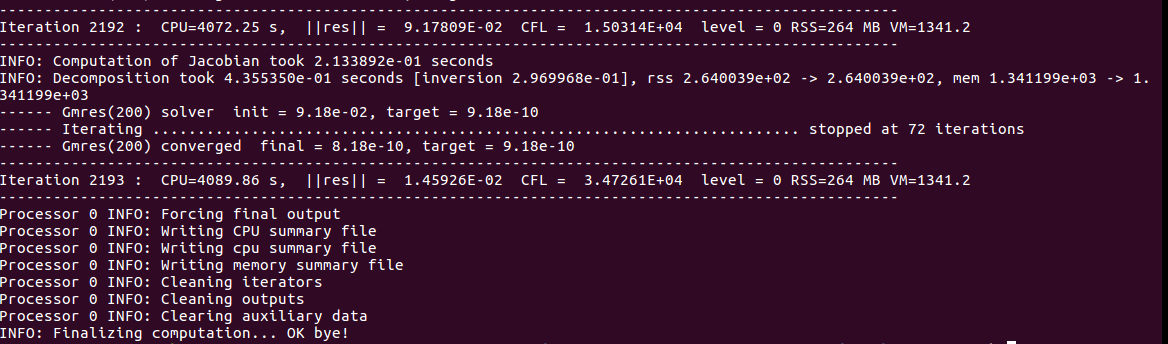 ----------------------------------------------------------------------------------------------------
Iteration 2192 :  CPU=4072.25 s,  ||res|| =  9.17809E-02  CFL =  1.50314E+04  level = 0 RSS=264 MB VM=1341.2
----------------------------------------------------------------------------------------------------
INFO: Computation of Jacobian took 2.133892e-01 seconds
INFO: Decomposition took 4.355350e-01 seconds [inversion 2.969968e-01], rss 2.640039e+02 -> 2.640039e+02, mem 1.341199e+03 -> 1.
341199e+03
------ Gmres(200) solver  init = 9.18e-02, target = 9.18e-10
------ Iterating ........................................................................ stopped at 72 iterations
------ Gmres(200) converged  final = 8.18e-10, target = 9.18e-10
----------------------------------------------------------------------------------------------------
Iteration 2193 :  CPU=4089.86 s,  ||res|| =  1.45926E-02  CFL =  3.47261E+04  level = 0 RSS=264 MB VM=1341.2
----------------------------------------------------------------------------------------------------
Processor 0 INFO: Forcing final output
Processor 0 INFO: Writing CPU summary file
Processor 0 INFO: Writing cpu summary file
Processor 0 INFO: Writing memory summary file
Processor 0 INFO: Cleaning iterators
Processor 0 INFO: Cleaning outputs
Processor 0 INFO: Clearing auxiliary data
INFO: Finalizing computation... OK bye!